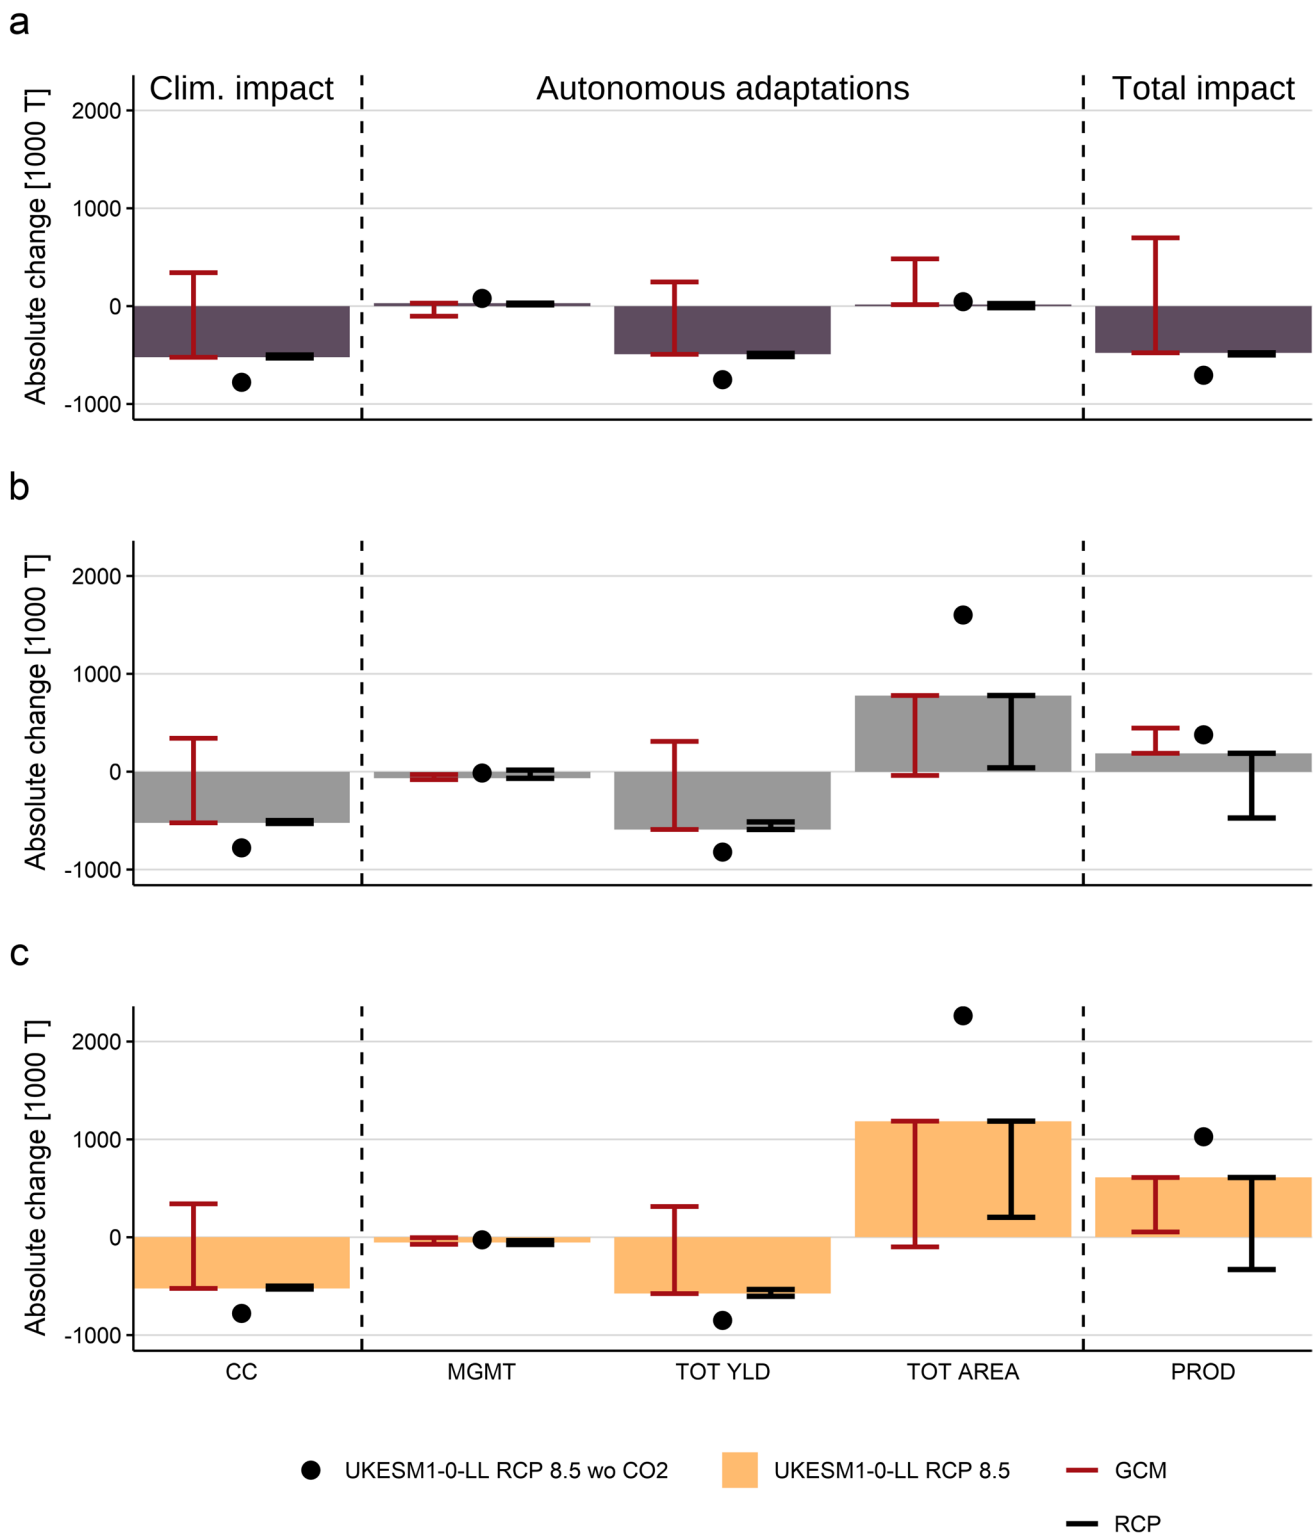 a
Clim. impact
Autonomous adaptations
Total impact
Absolute change [1000 T]
2000
1000
0
-1000
b
Absolute change [1000 T]
2000
1000
0
-1000
c
Absolute change [1000 T]
2000
1000
0
-1000
CC
MGMT
TOT YLD
TOT AREA
PROD
UKESM1-0-LL RCP 8.5 wo CO2
UKESM1-0-LL RCP 8.5
GCM
RCP